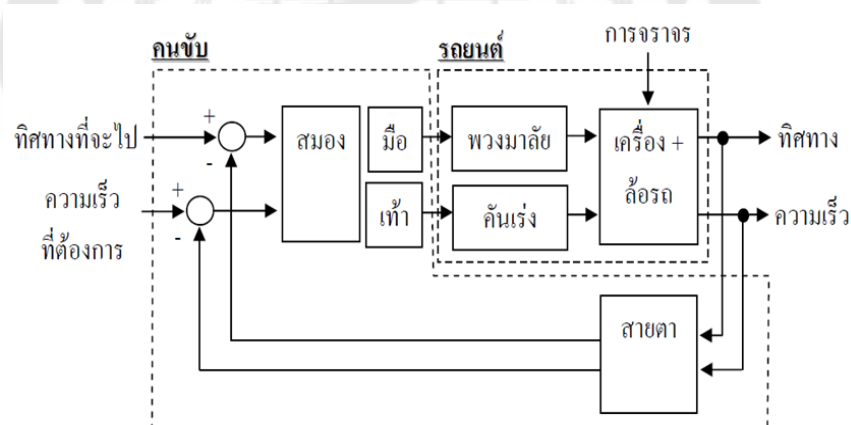 คนขับ
รถยนต์
การจราจร
ทิศทางที่จะไป
+
-
สมอง
มือ
พวงมาลัย
เครื่อง +
ล้อรถ
ทิศทาง
ความเร็ว
ที่ต้องการ
+
-
เท้า
คันเร่ง
ความเร็ว
สายตา